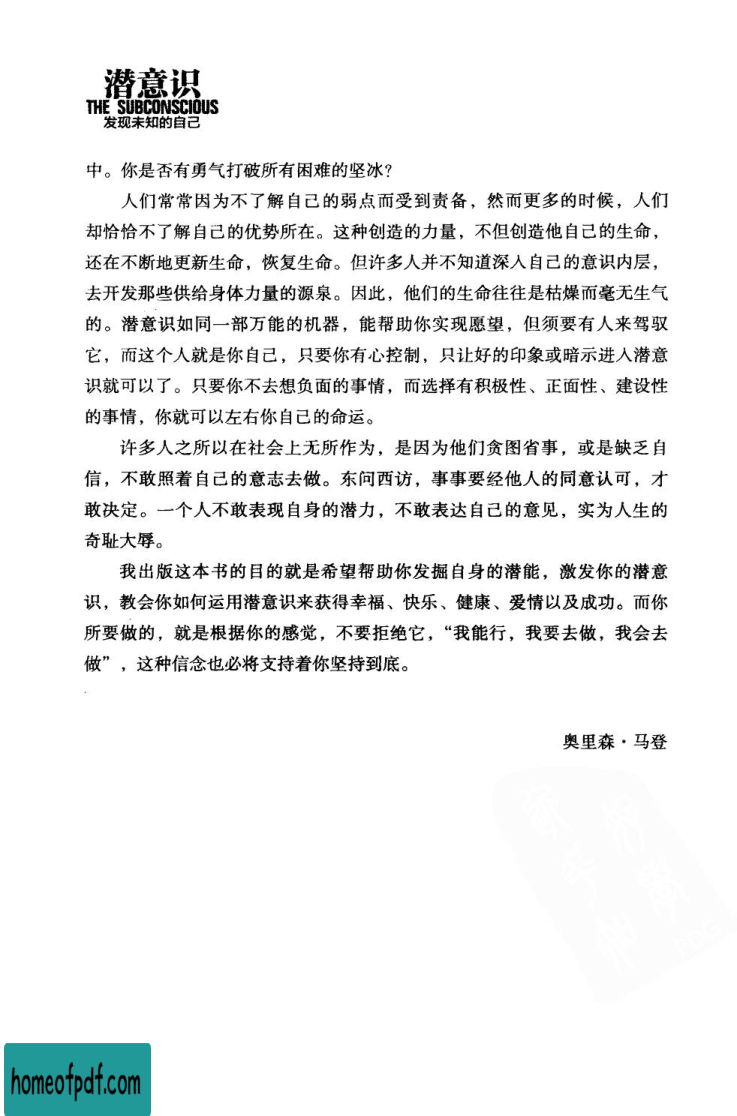 潜意识
THE SUBCONSCIOUS
发现未知的自己
中。你是否有勇气打破所有困难的坚冰？
人们常常因为不了解自己的弱点而受到责备，然而更多的时候，人们
却恰恰不了解自己的优势所在。这种创造的力量，不但创造他自己的生命，
还在不断地更新生命，恢复生命。但许多人并不知道深入自己的意识内层，
去开发那些供给身体力量的源泉。因此，他们的生命往往是枯燥而毫无生气
的。潜意识如同一部万能的机器，能帮助你实现愿望，但须要有人来驾驭
它，而这个人就是你自己，只要你有心控制，只让好的印象或暗示进入潜意
识就可以了。只要你不去想负面的事情，而选择有积极性、正面性、建设性
的事情，你就可以左右你自己的命运。
许多人之所以在社会上无所作为，是因为他们贪图省事，或是缺乏自
信，不敢照着自己的意志去做。东问西访，事事要经他人的同意认可，才
敢决定。一个人不敢表现自身的潜力，不敢表达自己的意见，实为人生的
奇耻大辱。
我出版这本书的目的就是希望帮助你发掘自身的潜能，激发你的潜意
识，教会你如何运用潜意识来获得幸福、快乐、健康、爱情以及成功。而你
所要做的，就是根据你的感觉，不要拒绝它，“我能行，我要去做，我会去
做”，这种信念也必将支持着你坚持到底。
奥里森·马登
PDG
homeofpdf.com